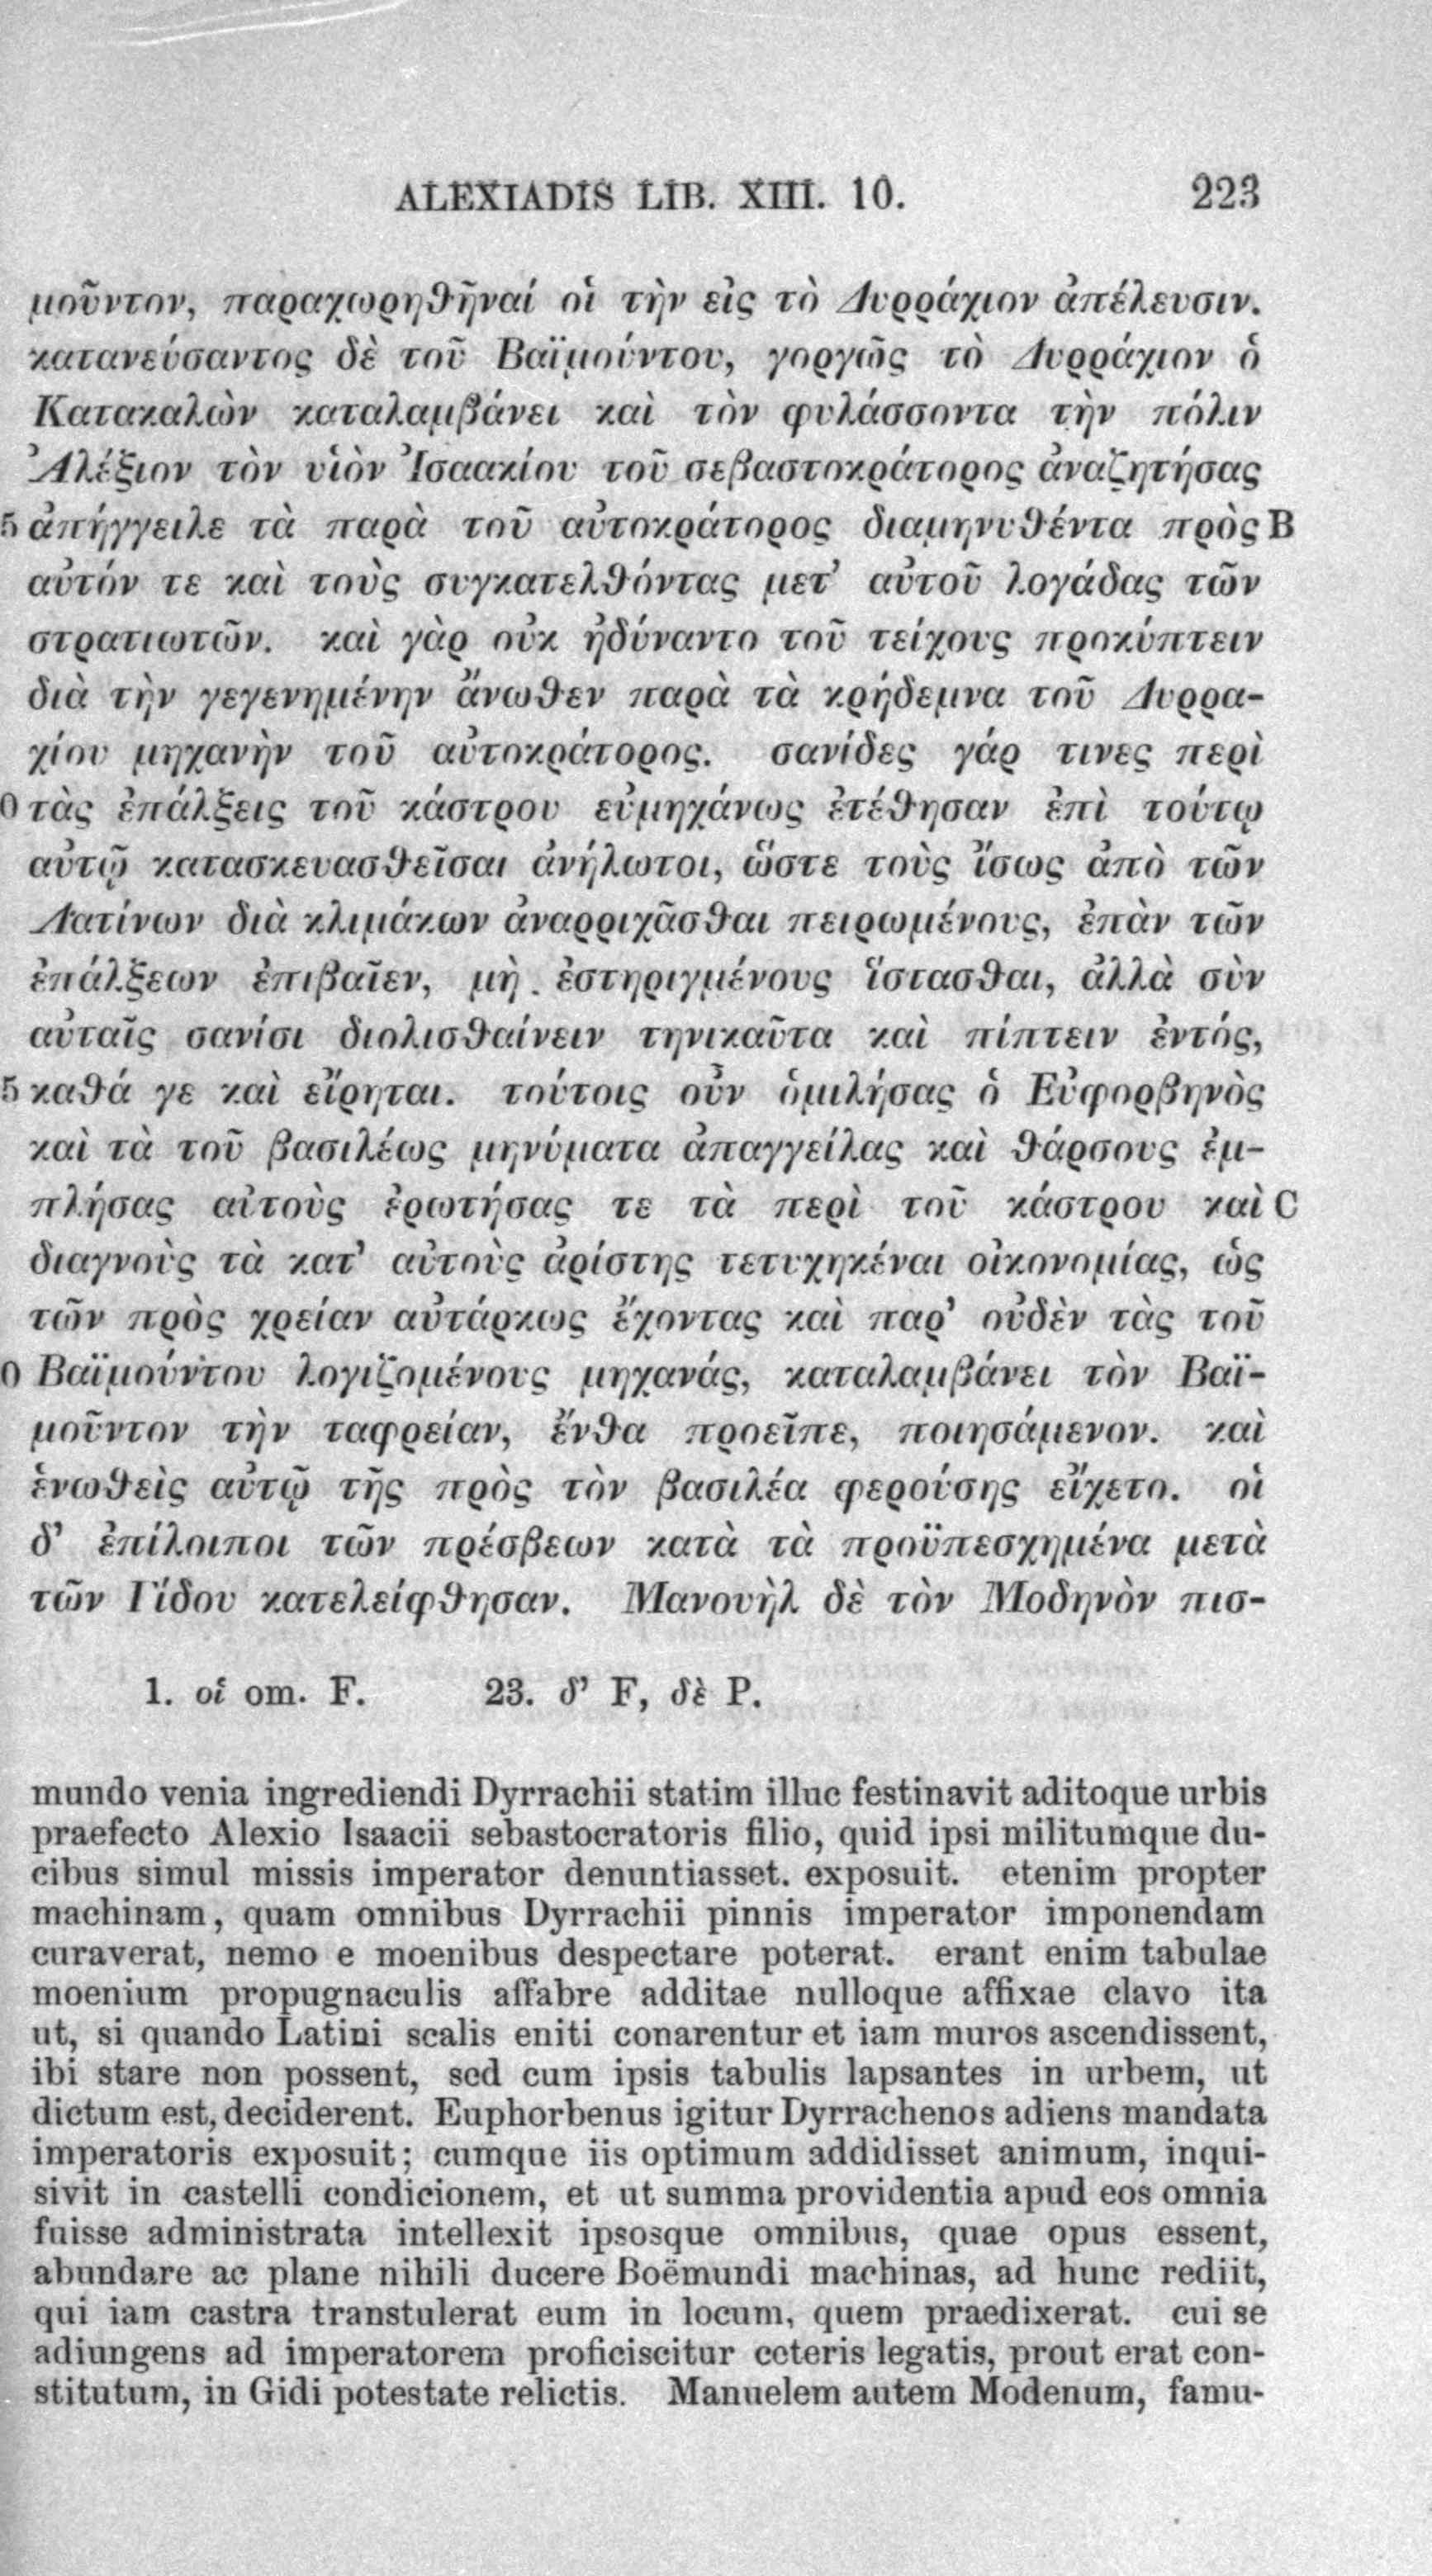 ALEXIADIS LIB. XIII. 10. 223
μοῦντον, παραχωρηθῆναί οἱ τὴν εἰς τὸ Δυρράχιον ἀπέλευσιν.
κατανεύσαντος δὲ τοῦ Βαϊμούντου, γοργῶς τὸ Δυρράχιον ὁ
Κατακαλὼν καταλαμβάνει καὶ τὸν φυλάσσοντα τὴν πόλιν
Ἀλέξιον τὸν υἱὸν Ἰσαακίου τοῦ σεβαστοκράτορος ἀναζητήσας
5 ἀπήγγειλε τὰ παρὰ τοῦ αὐτοκράτορος διαμηνυθέντα πρὸς B
αὐτόν τε καὶ τοὺς συγκατελθόντας μετ’ αὐτοῦ λογάδας τῶν
στρατιωτῶν. καὶ γὰρ οὐκ ἠδύναντο τοῦ τείχους προκύπτειν
διὰ τὴν γεγενημένην ἄνωθεν παρὰ τὰ κρήδεμνα τοῦ Δυρρα-
χίου μηχανὴν τοῦ αὐτοκράτορος. σανίδες γάρ τινες περὶ
0 τὰς ἐπάλξεις τοῦ κάστρου εὐμηχάνως ἐτέθησαν ἐπὶ τούτῳ
αὐτῷ κατασκευασθεῖσαι ἀνήλωτοι, ὥστε τοὺς ἴσως ἀπὸ τῶν
Λατίνων διὰ κλιμάκων ἀναρριχᾶσθαι πειρωμένους, ἐπὰν τῶν
ἐπάλξεων ἐπιβαῖεν, μὴ ἐστηριγμένους ἵστασθαι, ἀλλὰ σὺν
αὐταῖς σανίσι διολισθαίνειν τηνικαῦτα καὶ πίπτειν ἐντός,
5 καθά γε καὶ εἴρηται. τούτοις οὖν ὁμιλήσας ὁ Εὐφορβηνὸς
καὶ τὰ τοῦ βασιλέως μηνύματα ἀπαγγείλας καὶ θάρσους ἐμ-
πλήσας αὐτοὺς ἐρωτήσας τε τὰ περὶ τοῦ κάστρου καὶ C
διαγνοὺς τὰ κατ’ αὐτοὺς ἀρίστης τετυχηκέναι οἰκονομίας, ὡς
τῶν πρὸς χρείαν αὐτάρκως ἔχοντας καὶ παρ’ οὐδὲν τὰς τοῦ
0 Βαϊμούντου λογιζομένους μηχανάς, καταλαμβάνει τὸν Βαϊ-
μοῦντον τὴν ταφρείαν, ἔνθα προεῖπε, ποιησάμενον. καὶ
ἑνωθεὶς αὐτῷ τῆς πρὸς τὸν βασιλέα φερούσης εἴχετο. οἱ
δ’ ἐπίλοιποι τῶν πρέσβεων κατὰ τὰ προϋπεσχημένα μετὰ
τῶν Γίδου κατελείφθησαν. Μανουὴλ δὲ τὸν Μοδηνὸν πισ-
1. οἱ om. F. 23. δ’ F, δὲ P.
mundo venia ingrediendi Dyrrachii statim illuc festinavit aditoque urbis
praefecto Alexio Isaacii sebastocratoris filio, quid ipsi militumque du-
cibus simul missis imperator denuntiasset. exposuit. etenim propter
machinam, quam omnibus Dyrrachii pinnis imperator imponendam
curaverat, nemo e moenibus despectare poterat. erant enim tabulae
moenium propugnaculis affabre additae nulloque affixae clavo ita
ut, si quando Latini scalis eniti conarentur et iam muros ascendissent,
ibi stare non possent, sed cum ipsis tabulis lapsantes in urbem, ut
dictum est, deciderent. Euphorbenus igitur Dyrrachenos adiens mandata
imperatoris exposuit; cumque iis optimum addidisset animum, inqui-
sivit in castelli condicionem, et ut summa providentia apud eos omnia
fuisse administrata intellexit ipsosque omnibus, quae opus essent,
abundare ac plane nihili ducere Boëmundi machinas, ad hunc rediit,
qui iam castra transtulerat eum in locum, quem praedixerat. cui se
adiungens ad imperatorem proficiscitur ceteris legatis, prout erat con-
stitutum, in Gidi potestate relictis. Manuelem autem Modenum, famu-